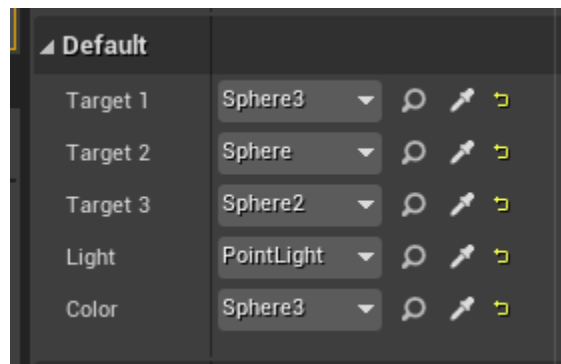 Default
Target 1 Sphere3
Target 2 Sphere
Target 3 Sphere2
Light PointLight
Color Sphere3